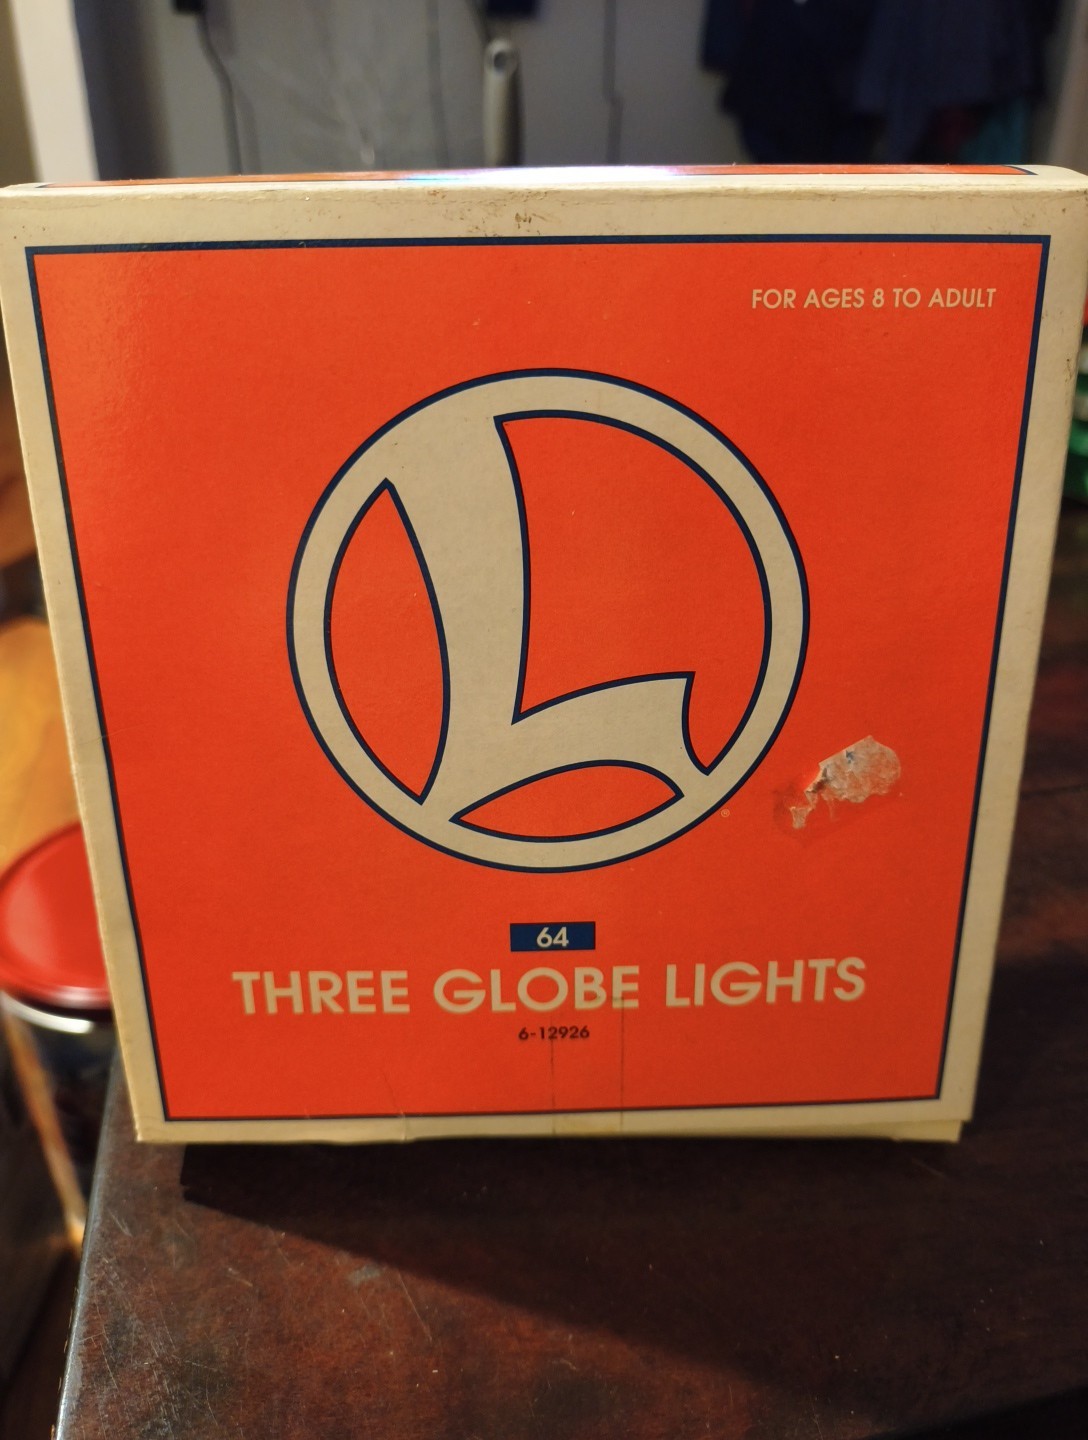 FOR AGES 8 TO ADULT
L
®
64
THREE GLOBE LIGHTS
6-12926